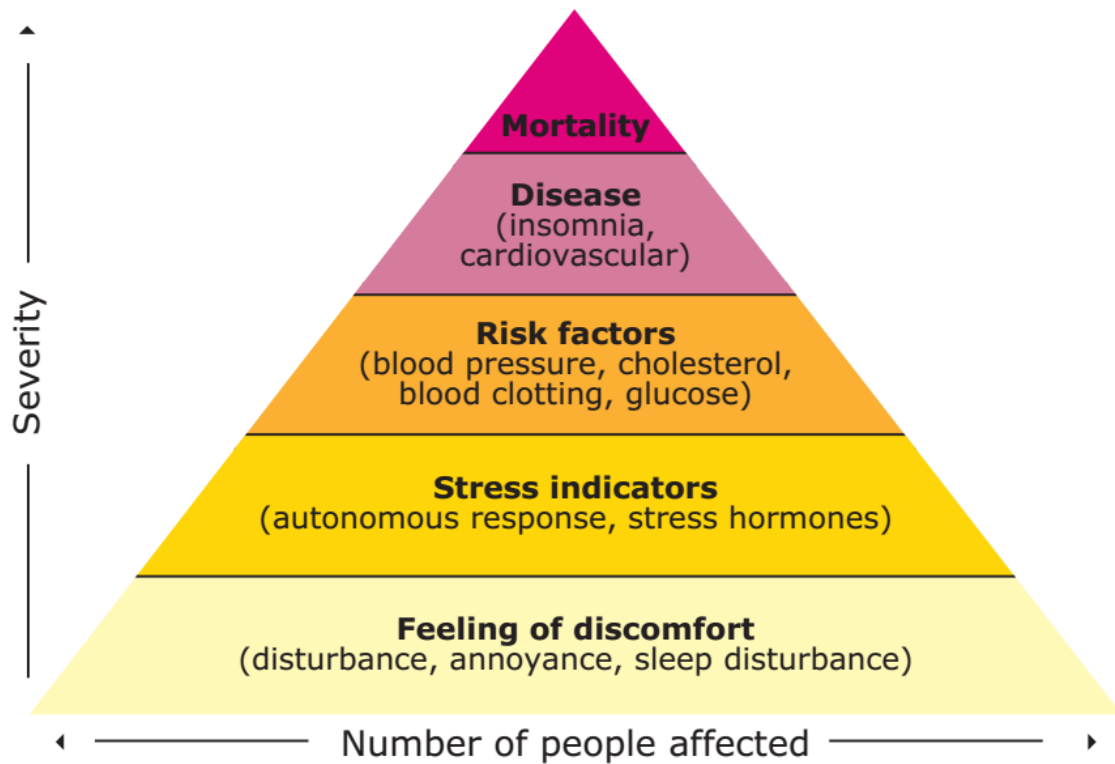 Mortality
Disease
(insomnia,
cardiovascular)
Risk factors
(blood pressure, cholesterol,
blood clotting, glucose)
Stress indicators
(autonomous response, stress hormones)
Feeling of discomfort
(disturbance, annoyance, sleep disturbance)
Severity
Number of people affected